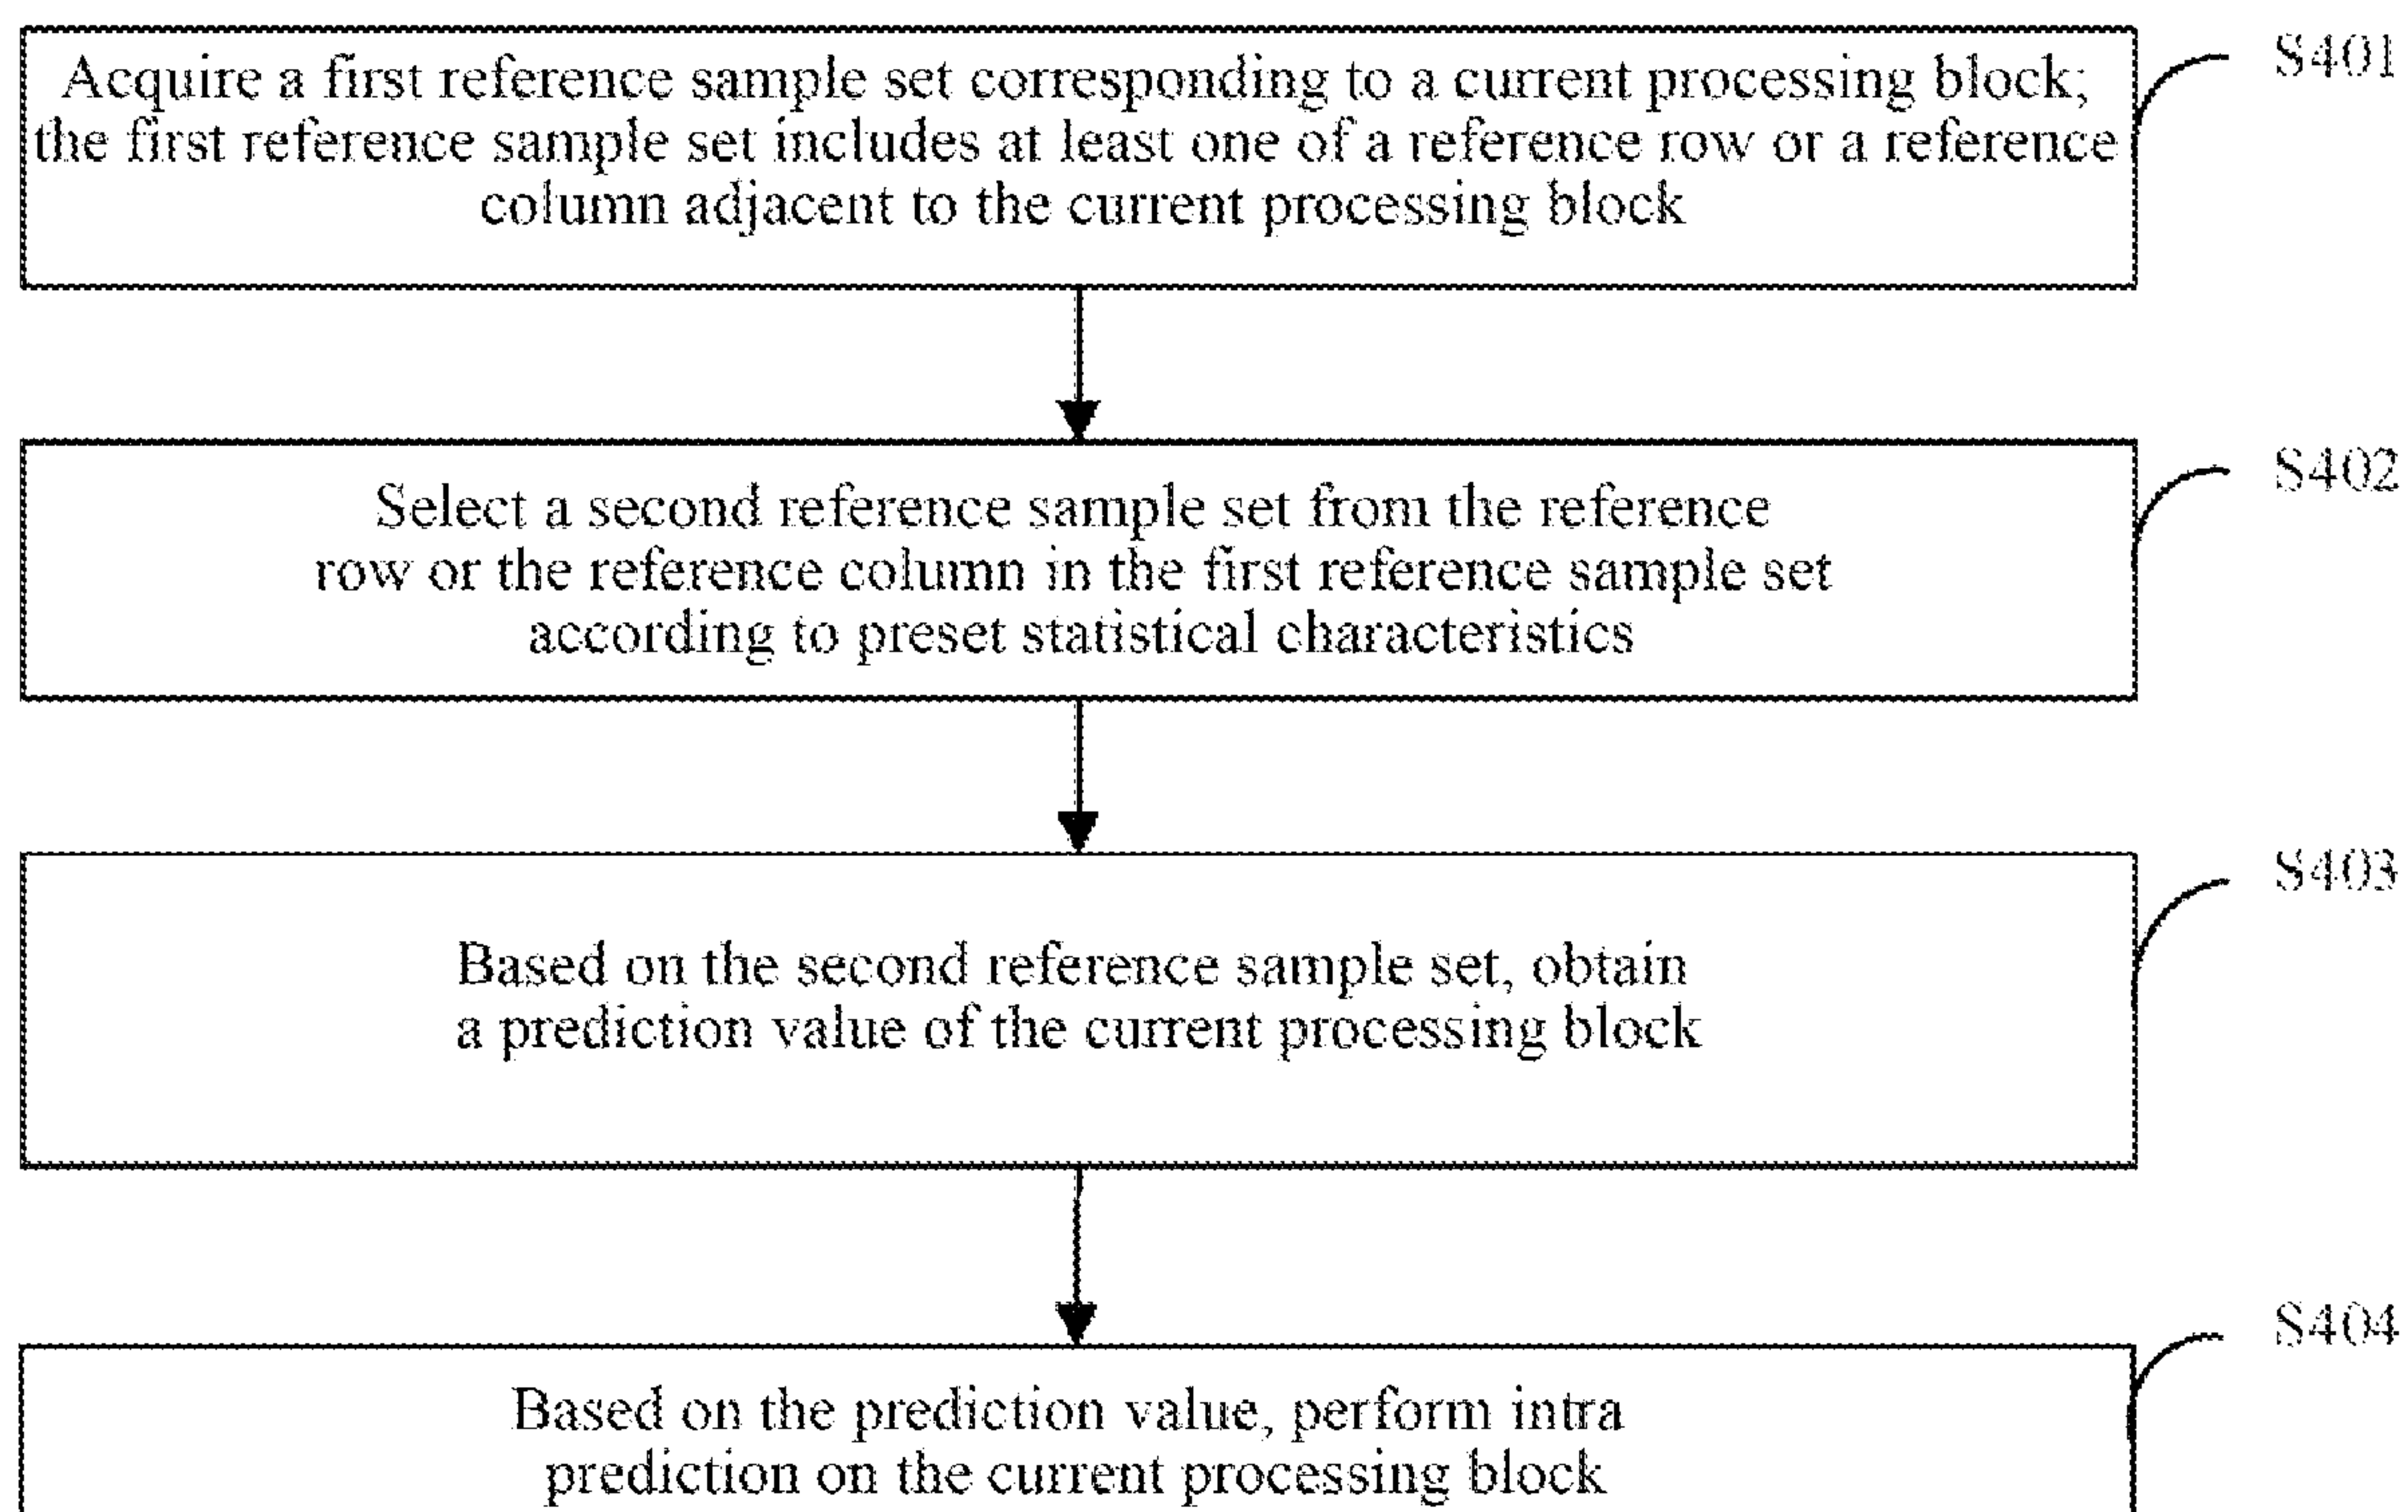 Acquire a first reference sample set corresponding to a current processing block;
the first reference sample set includes at least one of a reference row or a reference
column adjacent to the current processing block
S401
Select a second reference sample set from the reference
row or the reference column in the first reference sample set
according to preset statistical characteristics
S402
Based on the second reference sample set, obtain
a prediction value of the current processing block
S403
Based on the prediction value, perform intra
prediction on the current processing block
S404